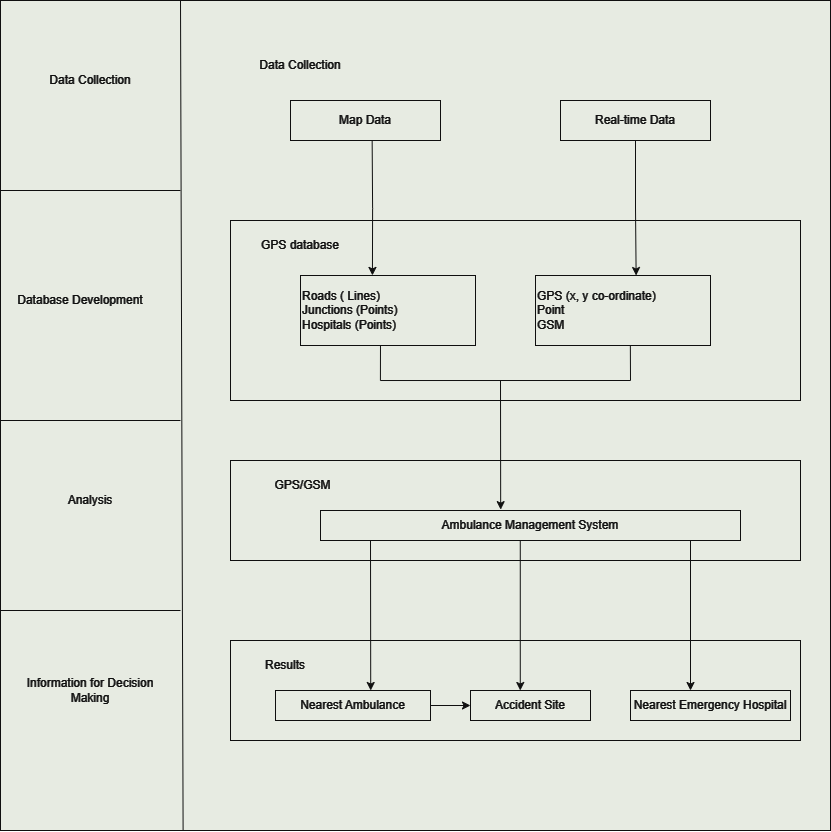 Data Collection
Data Collection
Map Data
Real-time Data
Database Development
GPS database
Roads ( Lines)
Junctions (Points)
Hospitals (Points)
GPS (x, y co-ordinate)
Point
GSM
Analysis
GPS/GSM
Ambulance Management System
Information for Decision
Making
Results
Nearest Ambulance
Accident Site
Nearest Emergency Hospital